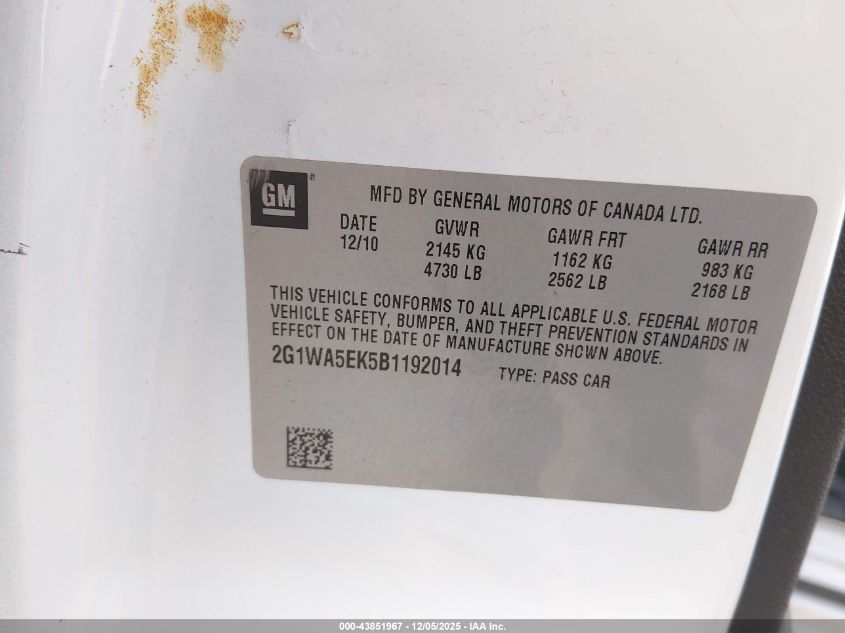 GM ®
MFD BY GENERAL MOTORS OF CANADA LTD.
DATE GVWR GAWR FRT GAWR RR
12/10 2145 KG 1162 KG 983 KG
4730 LB 2562 LB 2168 LB
THIS VEHICLE CONFORMS TO ALL APPLICABLE U.S. FEDERAL MOTOR
VEHICLE SAFETY, BUMPER, AND THEFT PREVENTION STANDARDS IN
EFFECT ON THE DATE OF MANUFACTURE SHOWN ABOVE.
2G1WA5EK5B1192014 TYPE: PASS CAR
000-43851967 - 12/05/2025 - IAA Inc.